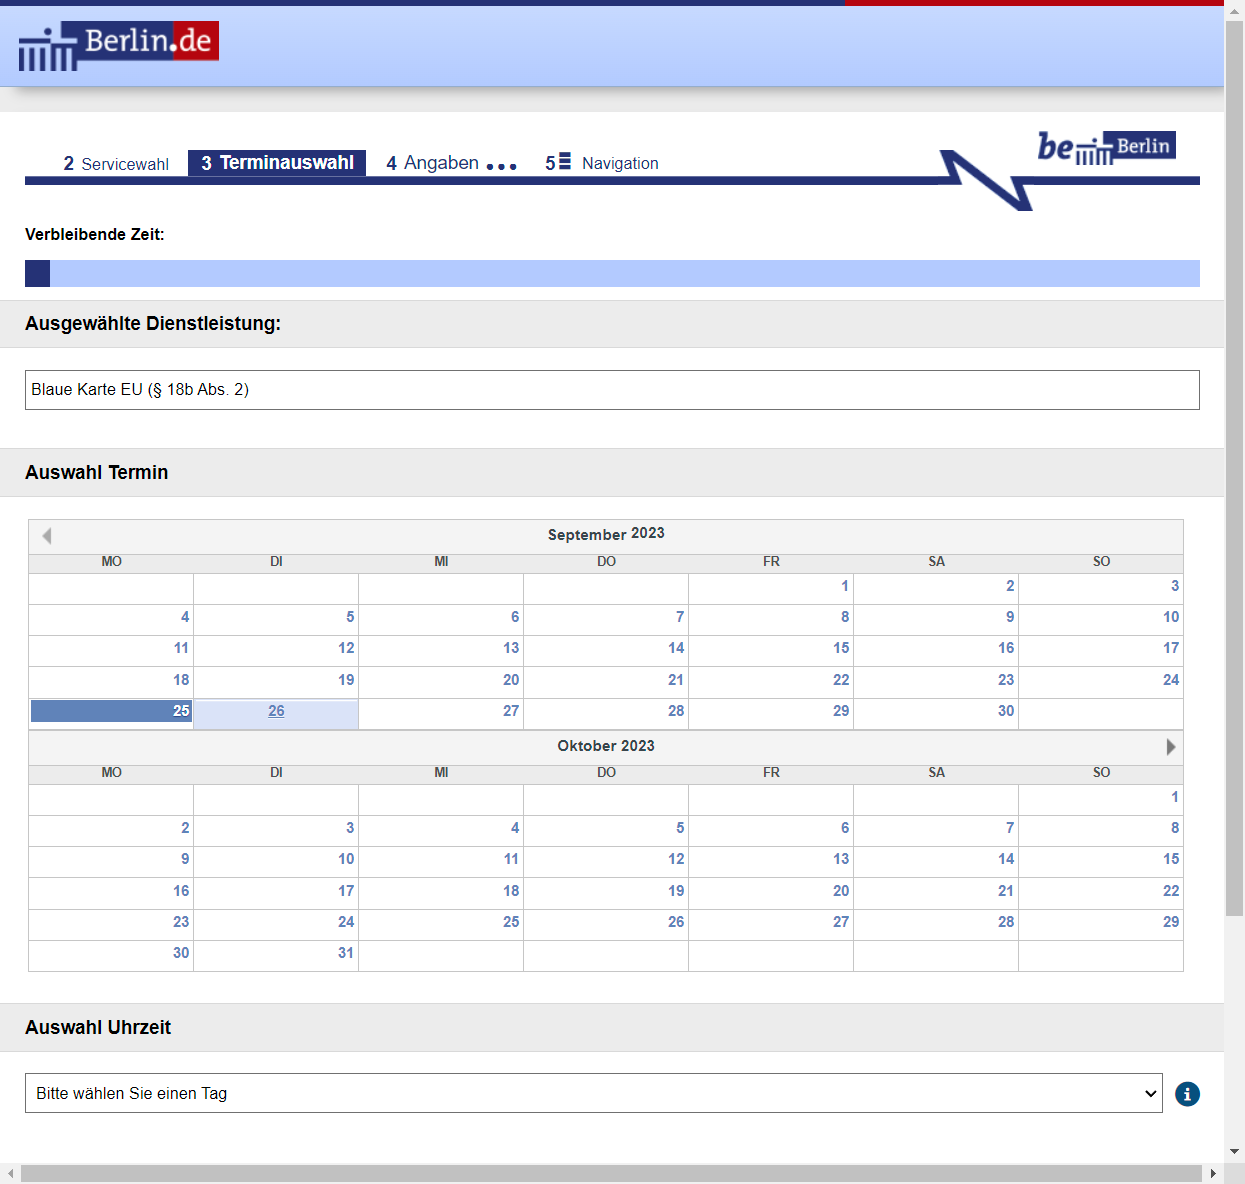 Berlin.de
be Berlin
2 Servicewahl 3 Terminauswahl 4 Angaben ... 5 Navigation
Verbleibende Zeit:
Ausgewählte Dienstleistung:
Blaue Karte EU (§ 18b Abs. 2)
Auswahl Termin
September 2023
MO DI MI DO FR SA SO
1 2 3
4 5 6 7 8 9 10
11 12 13 14 15 16 17
18 19 20 21 22 23 24
25 26 27 28 29 30
Oktober 2023
MO DI MI DO FR SA SO
1
2 3 4 5 6 7 8
9 10 11 12 13 14 15
16 17 18 19 20 21 22
23 24 25 26 27 28 29
30 31
Auswahl Uhrzeit
Bitte wählen Sie einen Tag
i